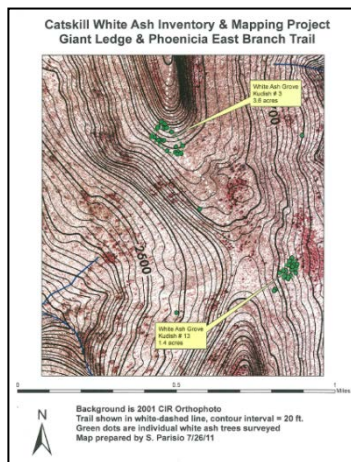 Catskill White Ash Inventory & Mapping Project
Giant Ledge & Phoenicia East Branch Trail
White Ash Grove
Kudish # 3
3.6 acres
2600
White Ash Grove
Kudish # 13
1.4 acres
0 0.5 1
Miles
N
Background is 2001 CIR Orthophoto
Trail shown in white-dashed line, contour interval = 20 ft.
Green dots are individual white ash trees surveyed
Map prepared by S. Parisio 7/26/11